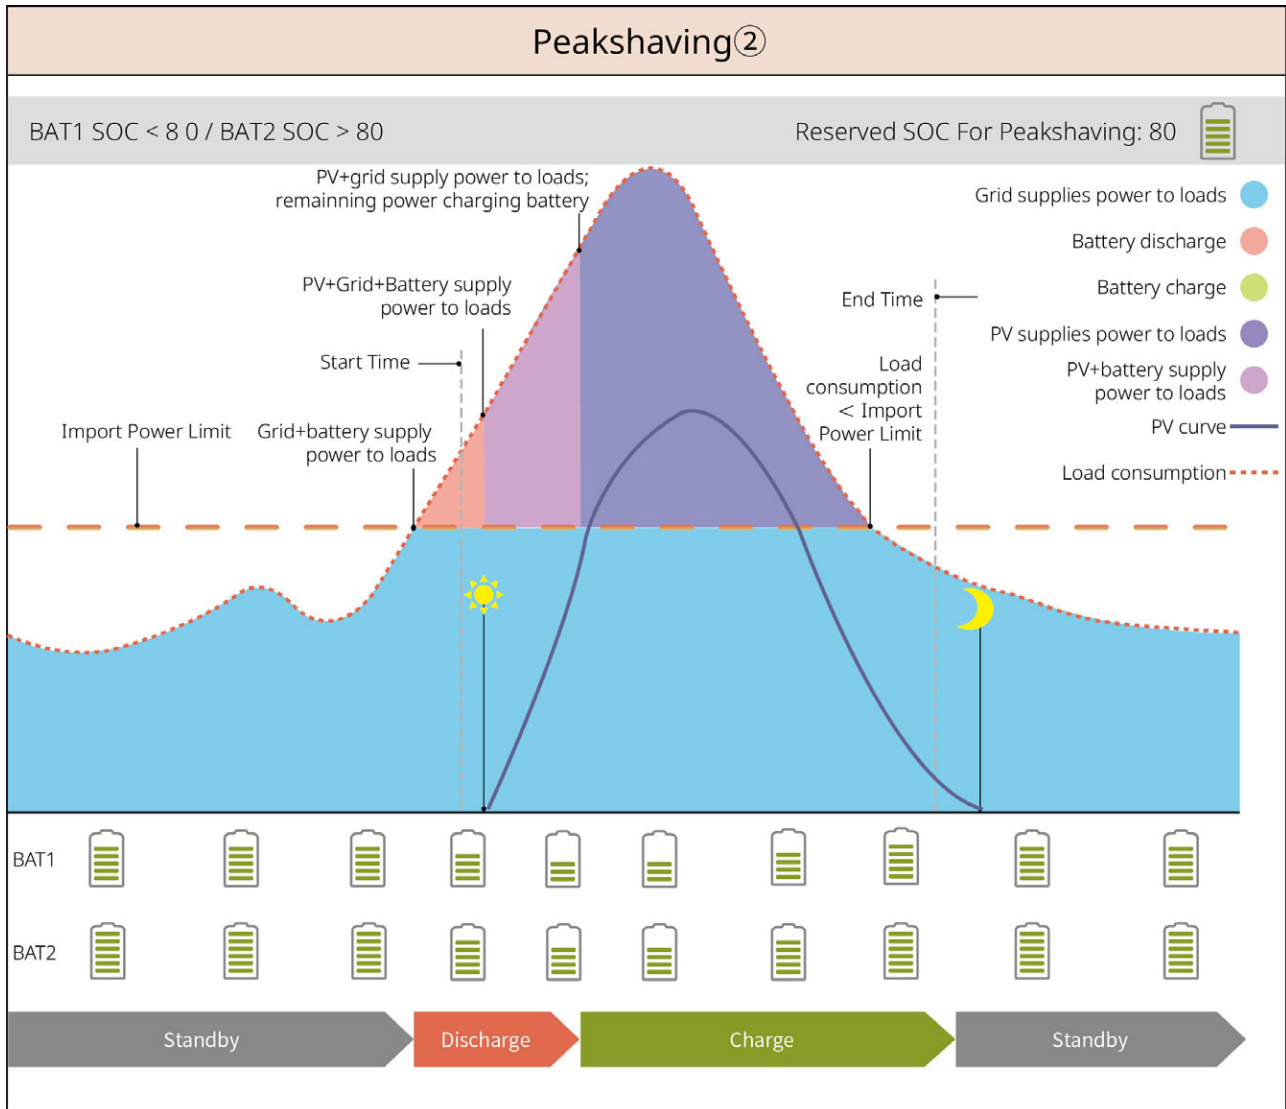 Peakshaving②
BAT1 SOC < 8 0 / BAT2 SOC > 80
Reserved SOC For Peakshaving: 80
PV+grid supply power to loads;
remainning power charging battery
PV+Grid+Battery supply
power to loads
Start Time
Import Power Limit
Grid+battery supply
power to loads
End Time
Load
consumption
< Import
Power Limit
Grid supplies power to loads
Battery discharge
Battery charge
PV supplies power to loads
PV+battery supply
power to loads
PV curve
Load consumption
BAT1
BAT2
Standby
Discharge
Charge
Standby